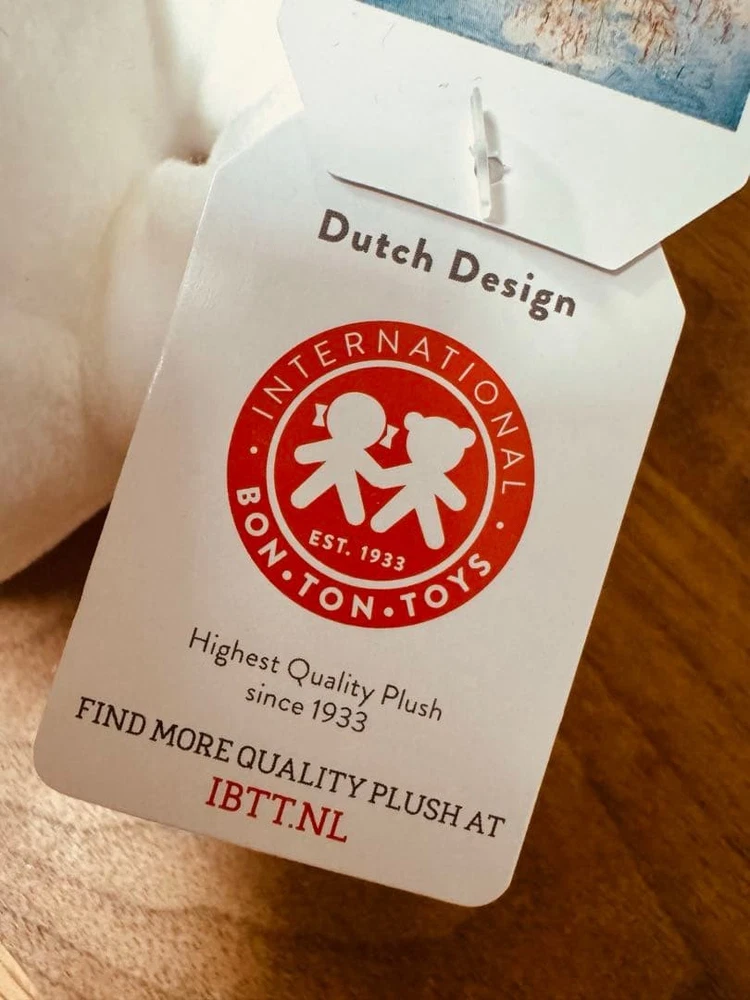 Dutch Design
INTERNATIONAL
EST. 1933
• BON•TON•TOYS •
Highest Quality Plush
since 1933
FIND MORE QUALITY PLUSH AT
IBTT.NL